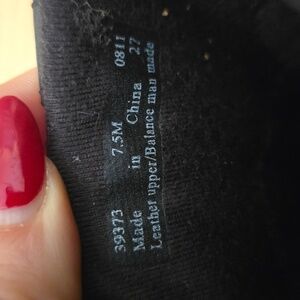 39373 7.5M 0811
Made in China 27
Leather upper/Balance man made